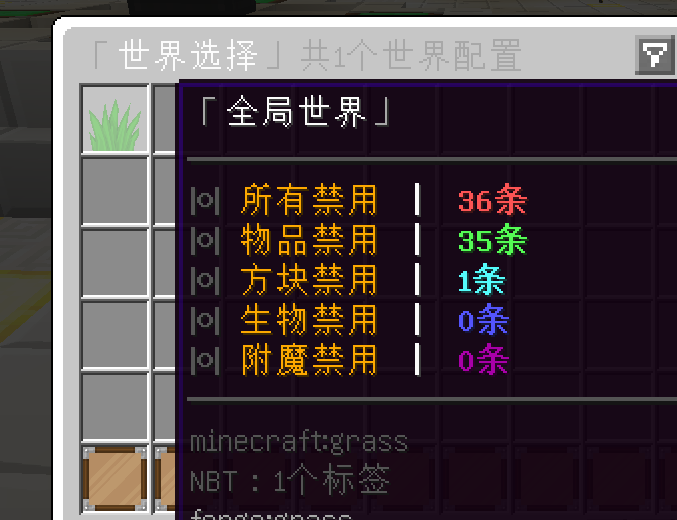 「世界选择」共1个世界配置
「全局世界」
所有禁用 | 36条
物品禁用 | 35条
方块禁用 | 1条
生物禁用 | 0条
附魔禁用 | 0条
minecraft:grass
NBT : 1个标签
forge:grass